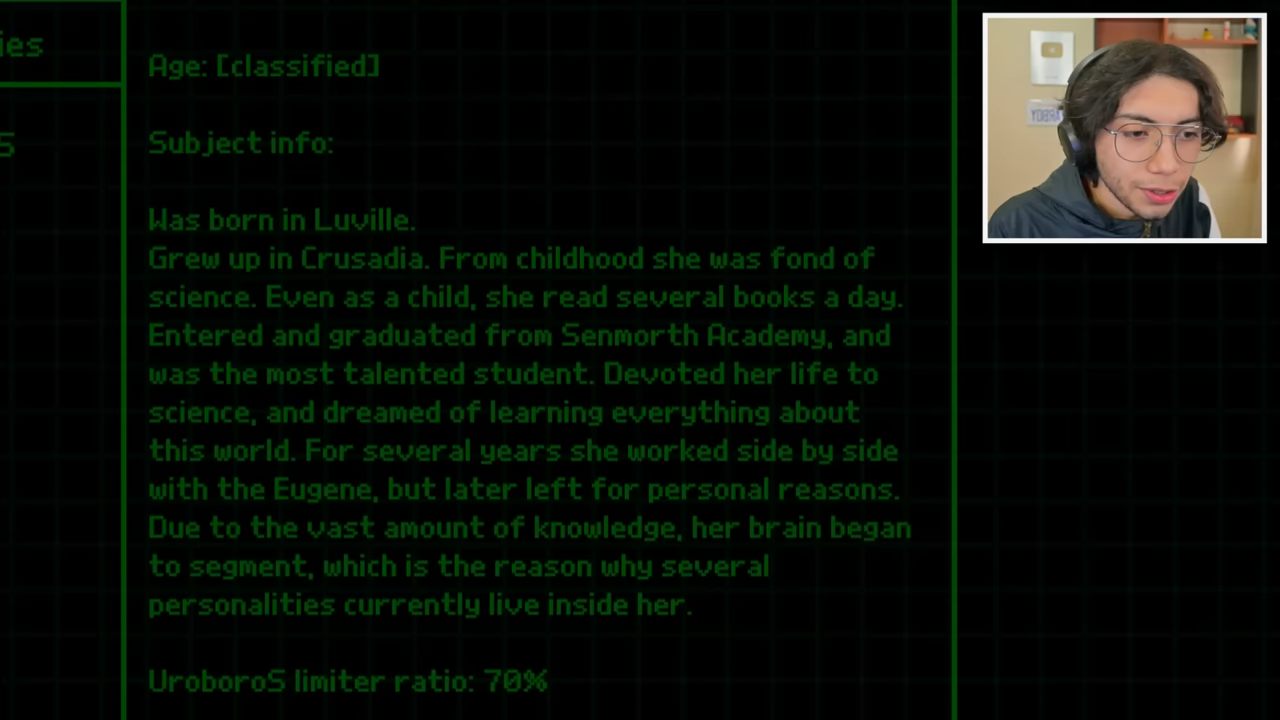 ies
S
Age: [classified]
Subject info:
Was born in Luville.
Grew up in Crusadia. From childhood she was fond of
science. Even as a child, she read several books a day.
Entered and graduated from Senmorth Academy, and
was the most talented student. Devoted her life to
science, and dreamed of learning everything about
this world. For several years she worked side by side
with the Eugene, but later left for personal reasons.
Due to the vast amount of knowledge, her brain began
to segment, which is the reason why several
personalities currently live inside her.
UroboroS limiter ratio: 70%